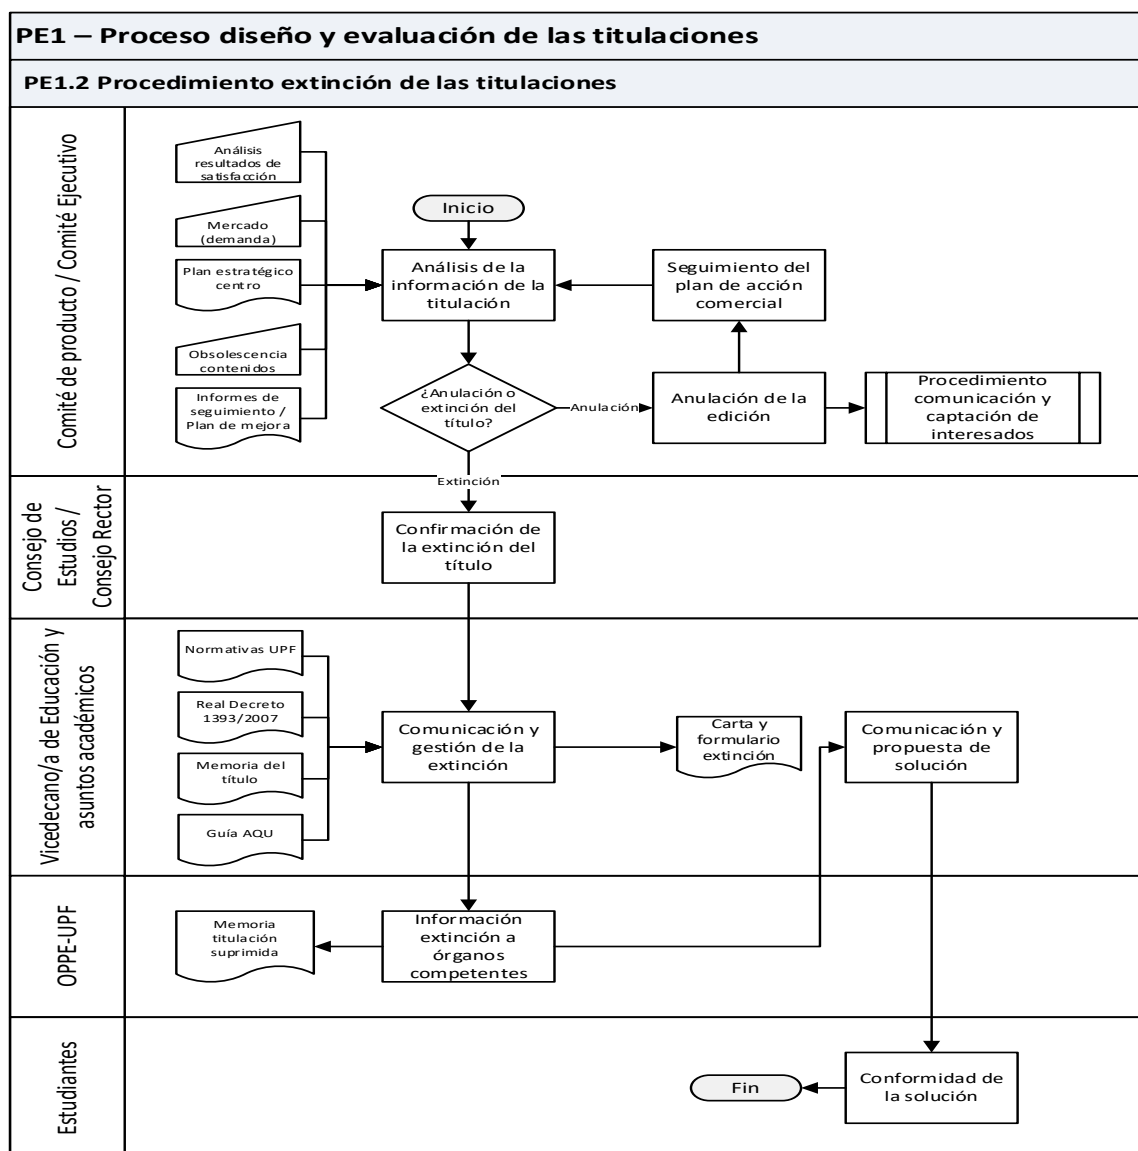 PE1 – Proceso diseño y evaluación de las titulaciones
PE1.2 Procedimiento extinción de las titulaciones
Comité de producto / Comité Ejecutivo
Análisis
resultados de
satisfacción
Mercado
(demanda)
Plan estratégico
centro
Obsolescencia
contenidos
Informes de
seguimiento /
Plan de mejora
Inicio
Análisis de la
información de la
titulación
Seguimiento del
plan de acción
comercial
¿Anulación o
extinción del
título?
Anulación
Anulación de la
edición
Procedimiento
comunicación y
captación de
interesados
Extinción
Consejo de
Estudios /
Consejo Rector
Confirmación de
la extinción del
título
Vicedecano/a de Educación y
asuntos académicos
Normativas UPF
Real Decreto
1393/2007
Memoria del
título
Guía AQU
Comunicación y
gestión de la
extinción
Carta y
formulario
extinción
Comunicación y
propuesta de
solución
OPPE-UPF
Memoria
titulación
suprimida
Información
extinción a
órganos
competentes
Estudiantes
Fin
Conformidad de
la solución